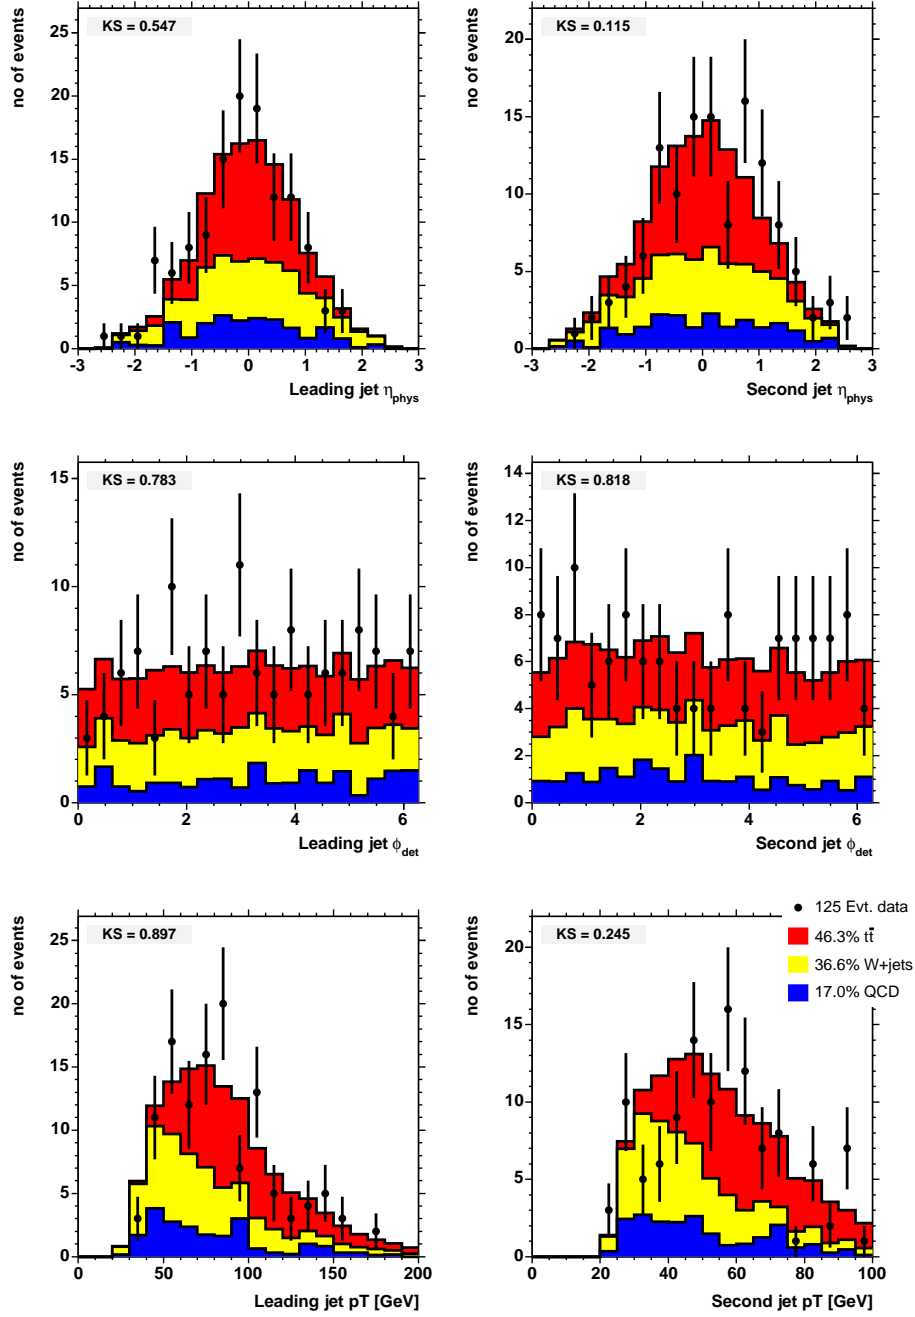 no of events
KS = 0.547
25
20
15
10
5
0
-3 -2 -1 0 1 2 3
Leading jet ηphys
no of events
KS = 0.115
20
15
10
5
0
-3 -2 -1 0 1 2 3
Second jet ηphys
no of events
KS = 0.783
15
10
5
0
0 2 4 6
Leading jet ϕdet
no of events
KS = 0.818
14
12
10
8
6
4
2
0
0 2 4 6
Second jet ϕdet
no of events
KS = 0.897
25
20
15
10
5
0
0 50 100 150 200
Leading jet pT [GeV]
no of events
KS = 0.245
20
15
10
5
0
0 20 40 60 80 100
Second jet pT [GeV]
125 Evt. data
46.3% tt̄
36.6% W+jets
17.0% QCD